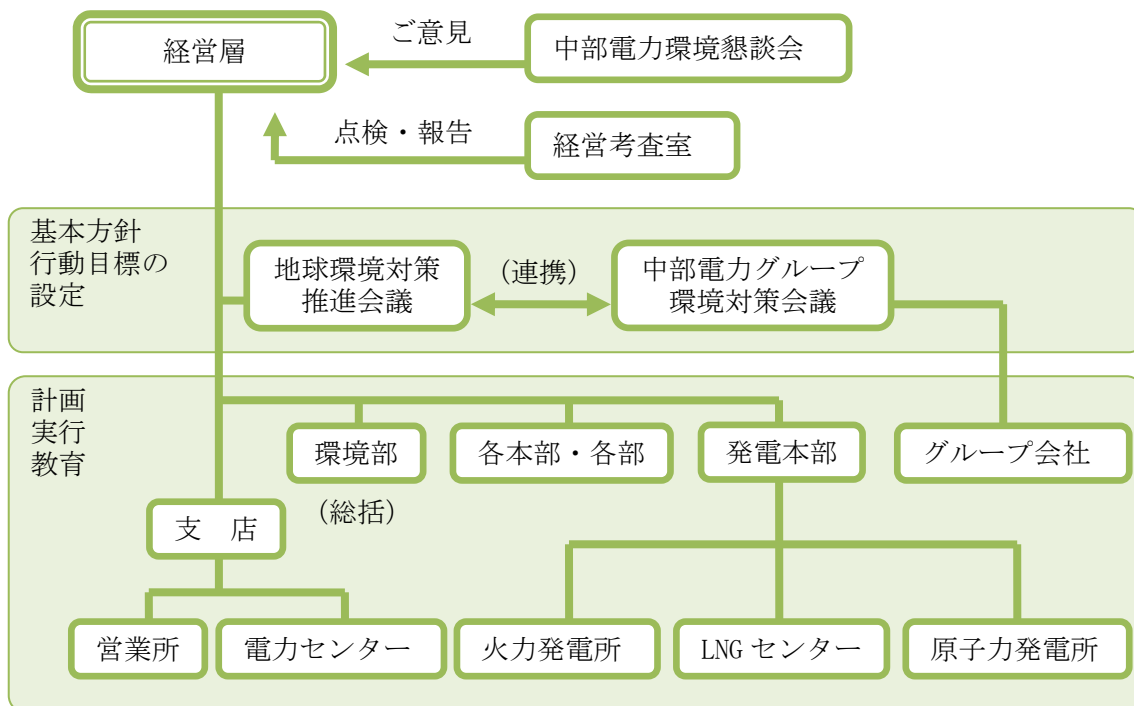 経営層
ご意見
中部電力環境懇談会
点検・報告
経営考査室
基本方針
行動目標の
設定
地球環境対策
推進会議
(連携)
中部電力グループ
環境対策会議
計画
実行
教育
環境部
各本部・各部
発電本部
グループ会社
(総括)
支　店
営業所
電力センター
火力発電所
LNG センター
原子力発電所